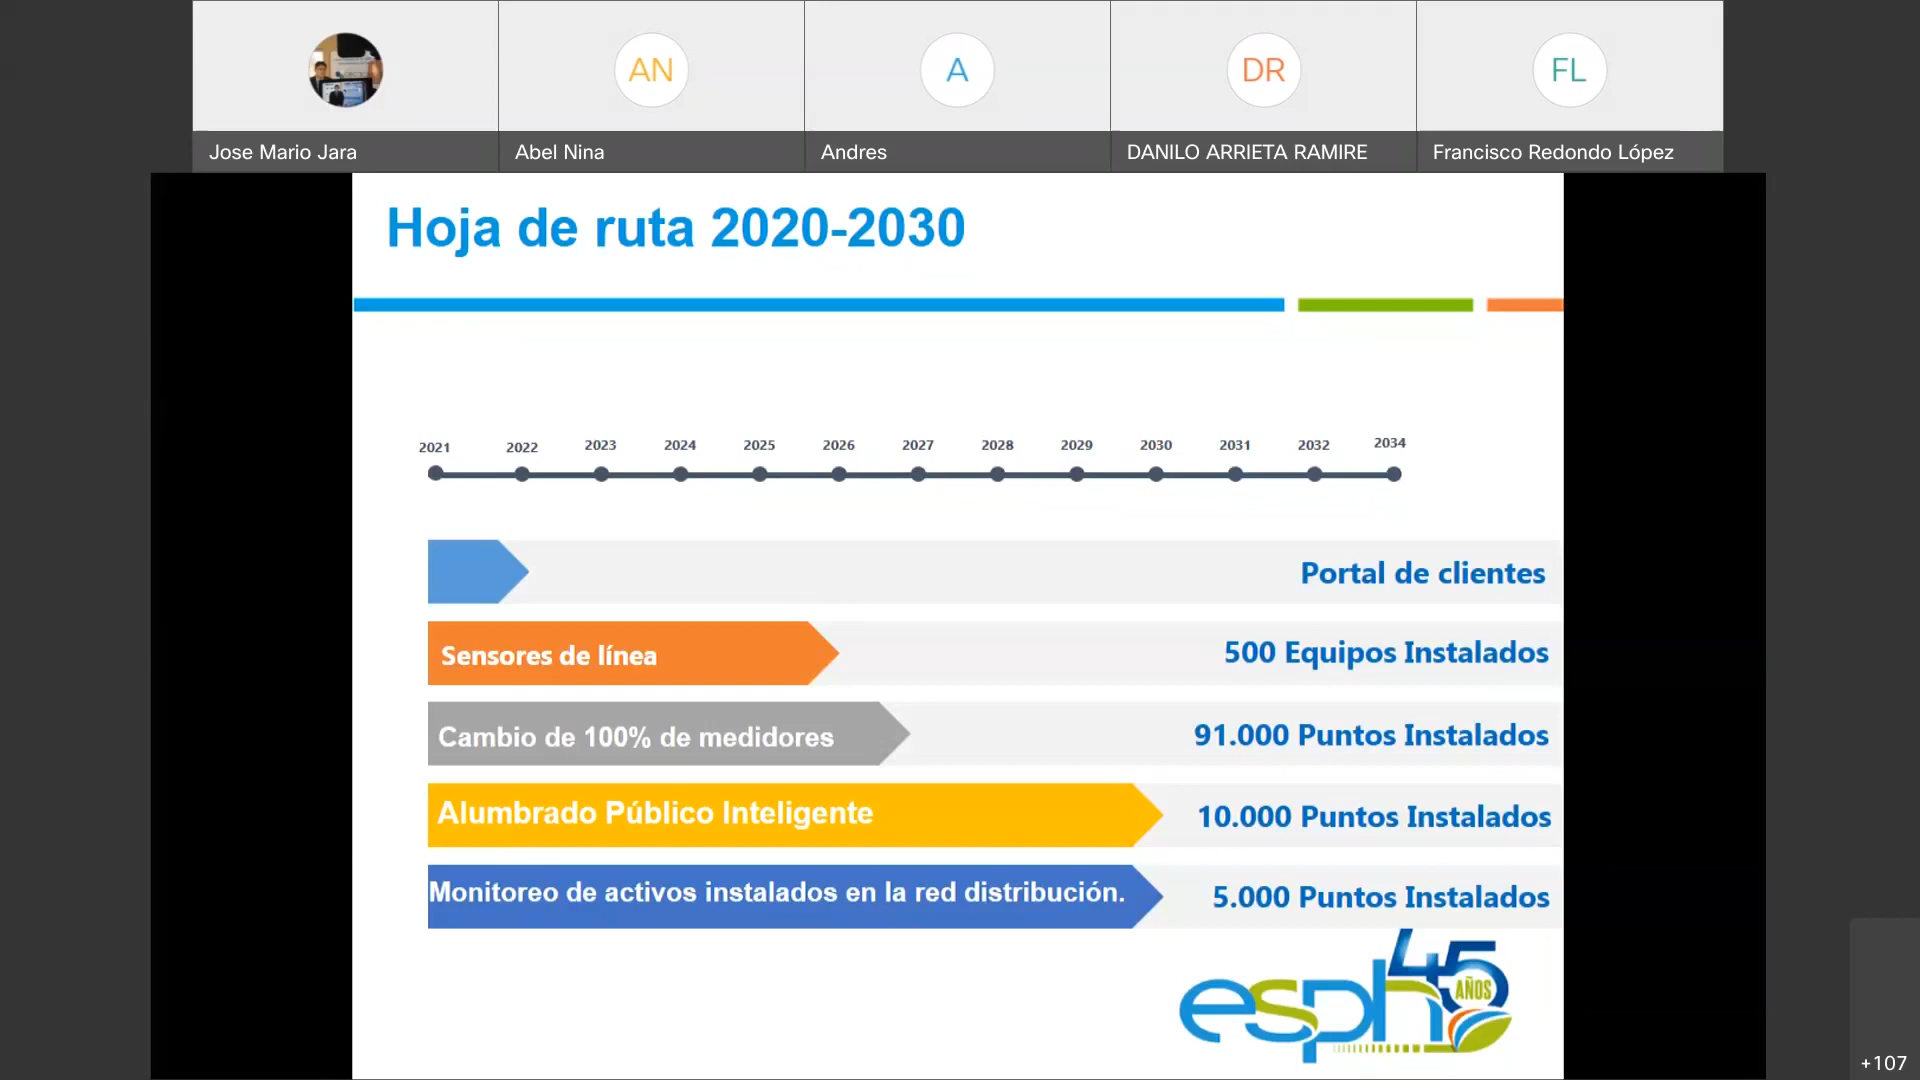 AN
A
DR
FL
Jose Mario Jara
Abel Nina
Andres
DANILO ARRIETA RAMIRE
Francisco Redondo López
Hoja de ruta 2020-2030
2021 2022 2023 2024 2025 2026 2027 2028 2029 2030 2031 2032 2034
Portal de clientes
Sensores de línea 500 Equipos Instalados
Cambio de 100% de medidores 91.000 Puntos Instalados
Alumbrado Público Inteligente 10.000 Puntos Instalados
Monitoreo de activos instalados en la red distribución. 5.000 Puntos Instalados
esph 45 AÑOS
+107